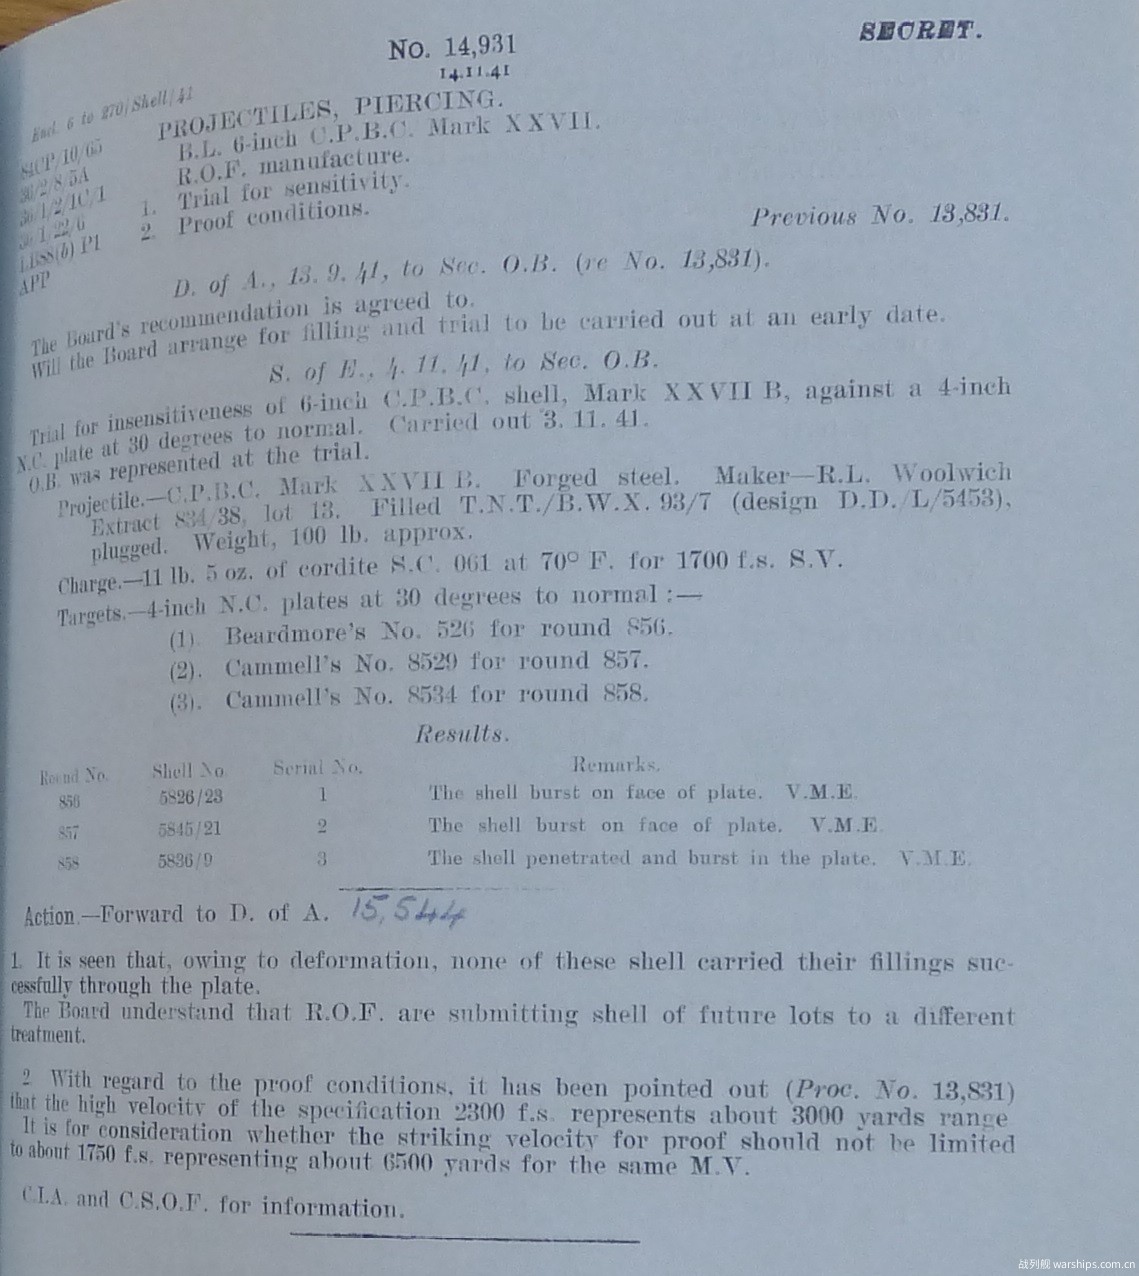 SECRET.
No. 14,931
14.11.41
Encl. 6 to 270/Shell/41
PROJECTILES, PIERCING.
B.L. 6-inch C.P.B.C. Mark XXVII.
R.O.F. manufacture.
1. Trial for sensitivity.
2. Proof conditions.
36/2/8/5A
36/1/2/1C/1
36/1/22/6
APP
Previous No. 13,831.
D. of A., 13. 9. 41, to Sec. O.B. (re No. 13,831).
The Board's recommendation is agreed to.
Will the Board arrange for filling and trial to be carried out at an early date.
S. of E., 4. 11. 41, to Sec. O.B.
Trial for insensitiveness of 6-inch C.P.B.C. shell, Mark XXVII B, against a 4-inch
N.C. plate at 30 degrees to normal. Carried out 3. 11. 41.
O.B. was represented at the trial.
Projectile.—C.P.B.C. Mark XXVII B. Forged steel. Maker—R.L. Woolwich
Extract 834/38, lot 13. Filled T.N.T./B.W.X. 93/7 (design D.D./L/5453),
plugged. Weight, 100 lb. approx.
Charge.—11 lb. 5 oz. of cordite S.C. 061 at 70° F. for 1700 f.s. S.V.
Targets.—4-inch N.C. plates at 30 degrees to normal :—
(1). Beardmore's No. 526 for round 856.
(2). Cammell's No. 8529 for round 857.
(3). Cammell's No. 8534 for round 858.
Results.
Round No. Shell No. Serial No. Remarks.
856 5826/23 1 The shell burst on face of plate. V.M.E.
857 5845/21 2 The shell burst on face of plate. V.M.E.
858 5836/9 3 The shell penetrated and burst in the plate. V.M.E.
Action.—Forward to D. of A. 15,544
1. It is seen that, owing to deformation, none of these shell carried their fillings suc-
cessfully through the plate.
The Board understand that R.O.F. are submitting shell of future lots to a different
treatment.
2. With regard to the proof conditions, it has been pointed out (Proc. No. 13,831)
that the high velocity of the specification 2300 f.s. represents about 3000 yards range
It is for consideration whether the striking velocity for proof should not be limited
to about 1750 f.s. representing about 6500 yards for the same M.V.
C.I.A. and C.S.O.F. for information.
战列舰 warships.com.cn